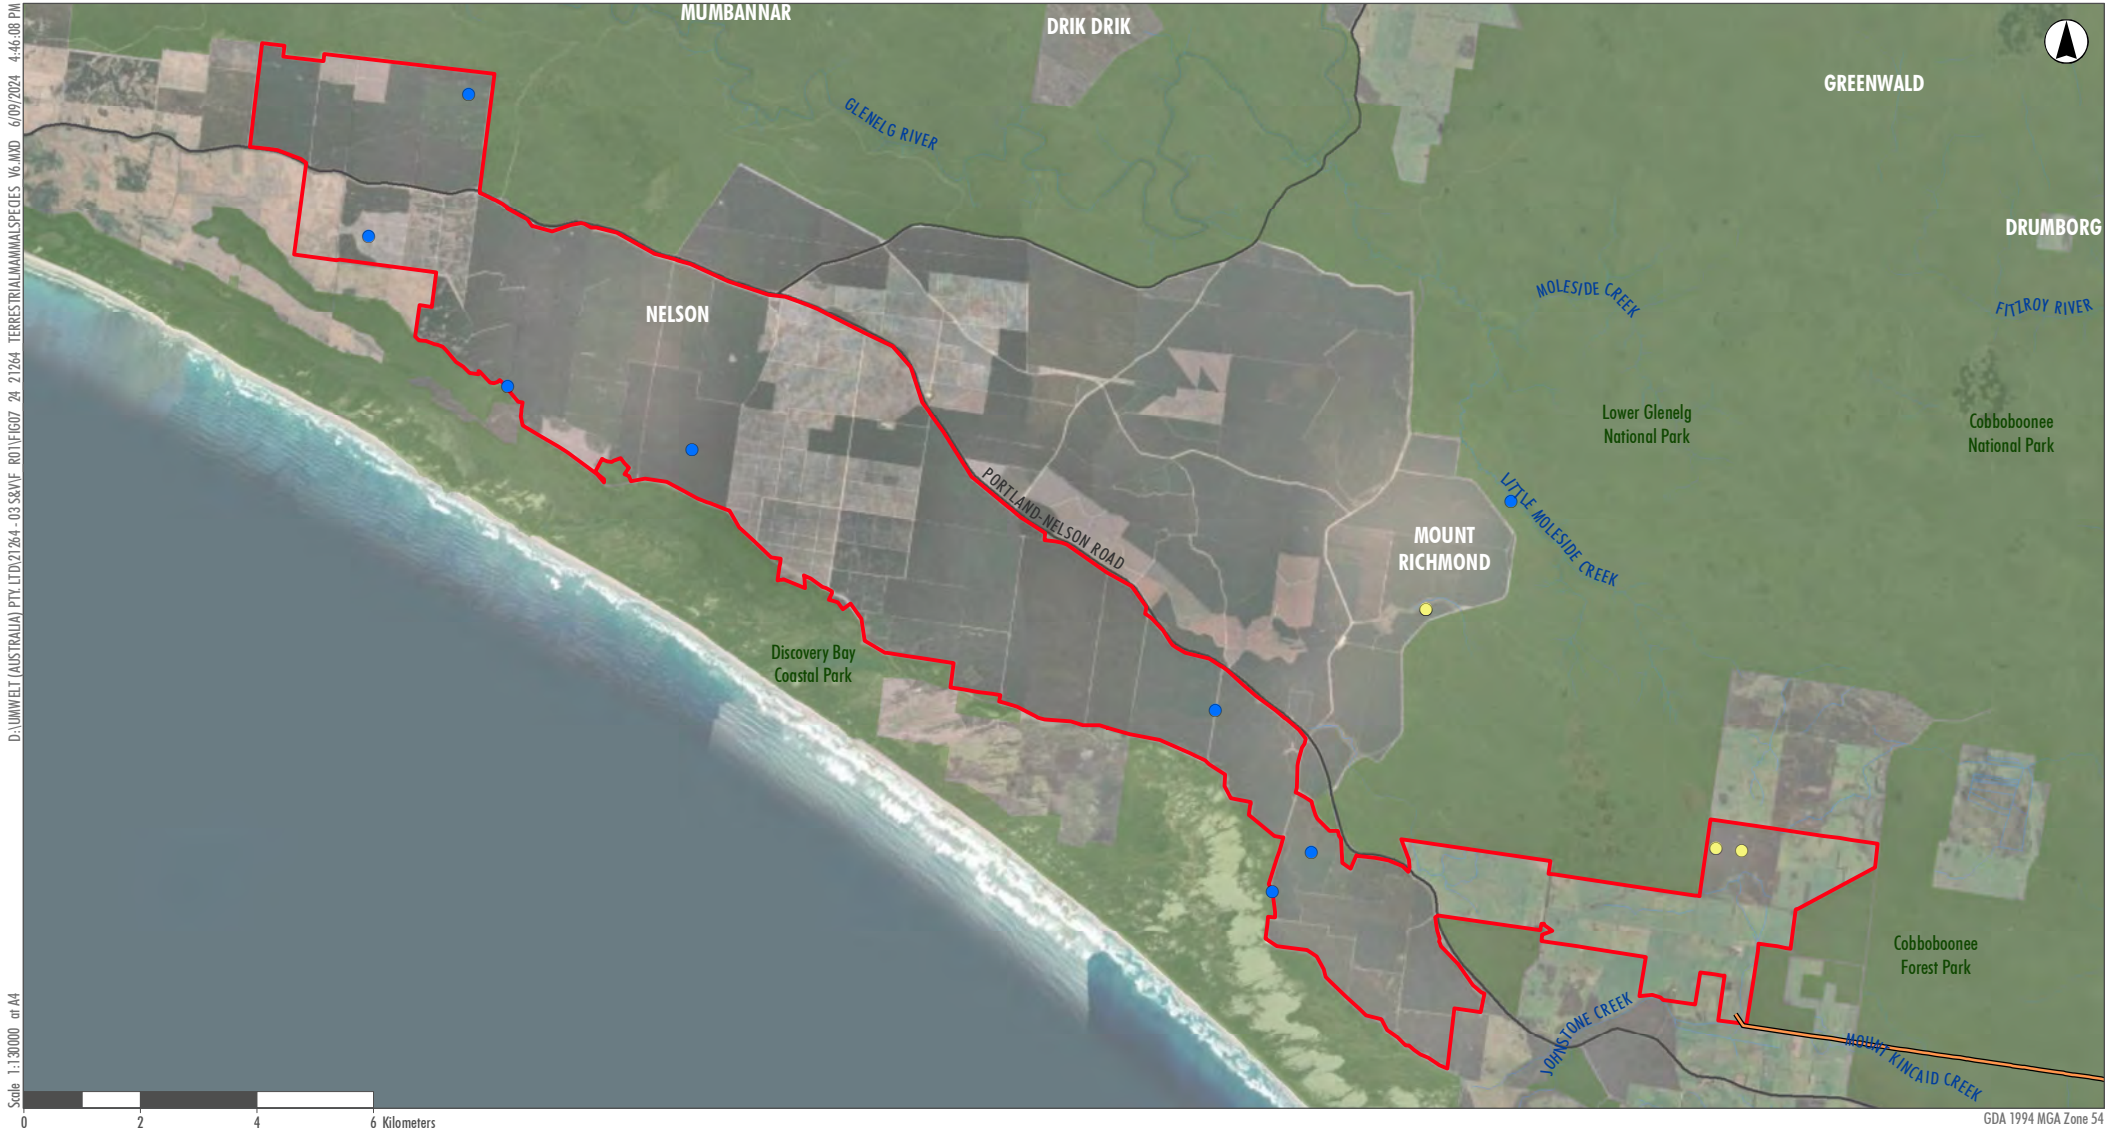 MUMBANNAR
DRIK DRIK
GREENWALD
GLENELG RIVER
DRUMBORG
MOLESIDE CREEK
FITZROY RIVER
NELSON
Lower Glenelg
National Park
Cobboboonee
National Park
PORTLAND-NELSON ROAD
LITTLE MOLESIDE CREEK
MOUNT
RICHMOND
Discovery Bay
Coastal Park
Cobboboonee
Forest Park
JOHNSTONE CREEK
MOUNT KINCAID CREEK
D:\UMWELT (AUSTRALIA) PTY. LTD\21264 - 03 S&V\F R01\FIG07 24 21264 TERRESTRIALMAMMALSPECIES V6.MXD 6/09/2024 4:46:08 PM
Scale 1:130000 at A4
0 2 4 6 Kilometers
GDA 1994 MGA Zone 54